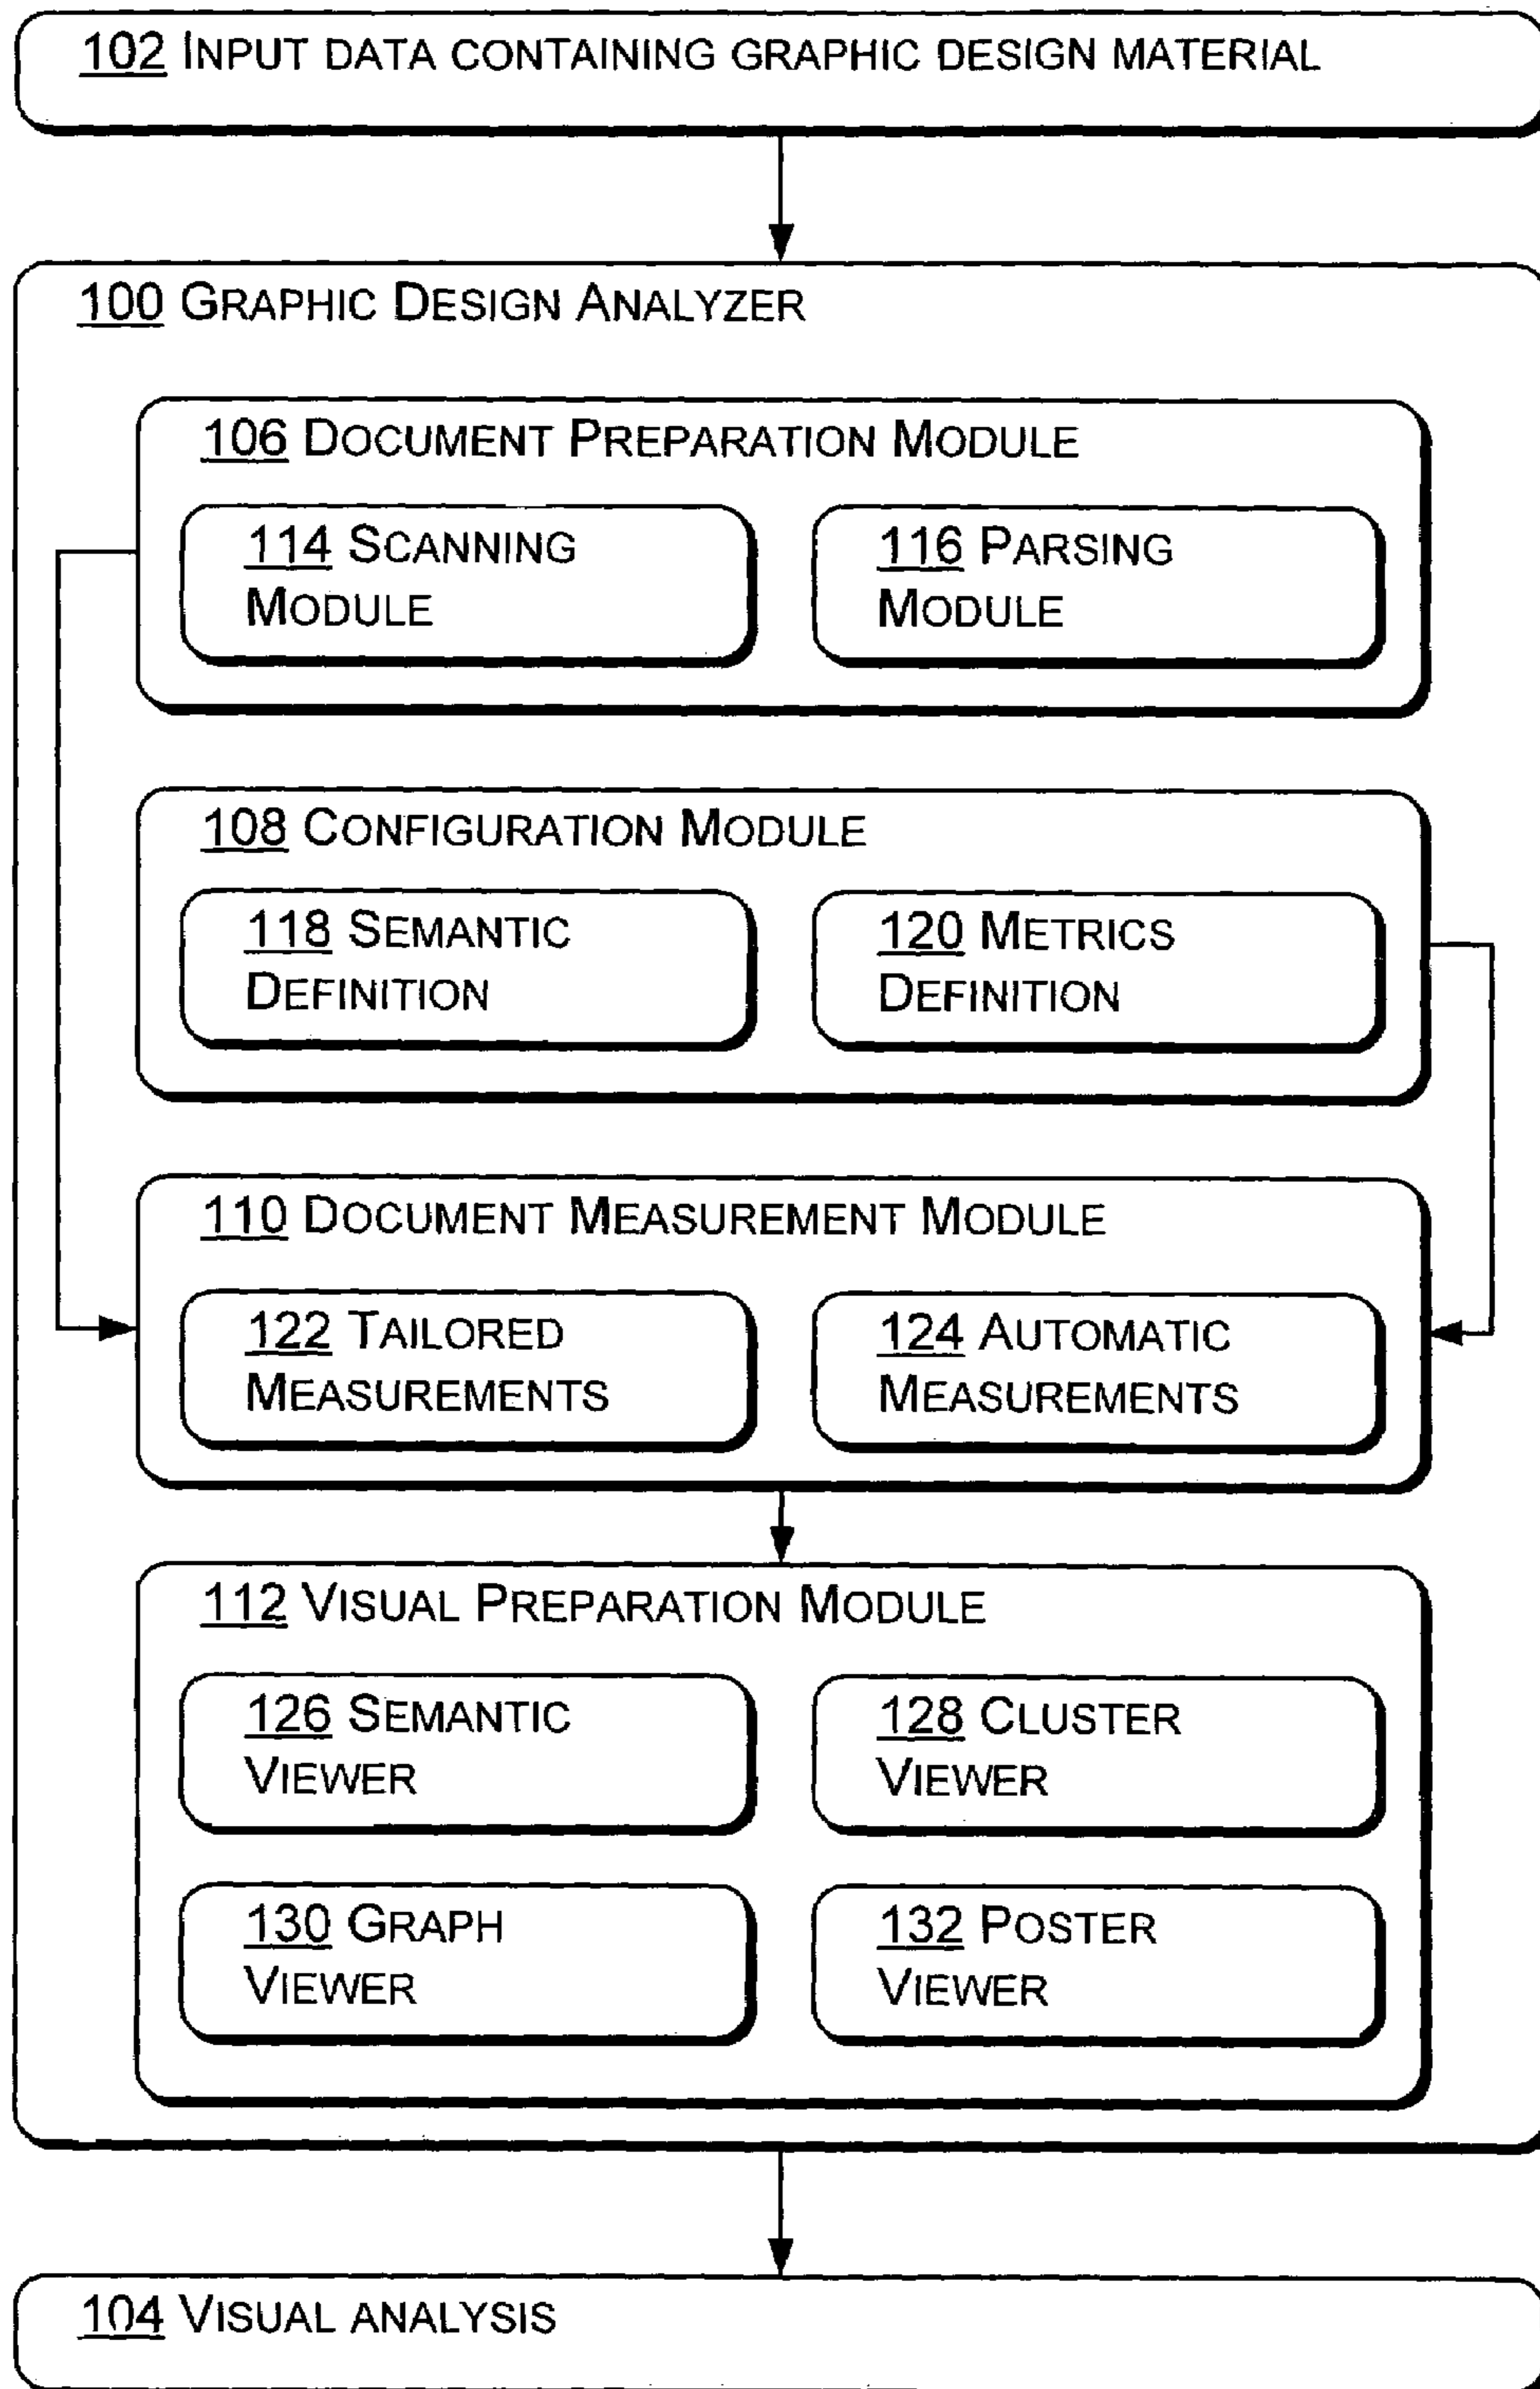 102 INPUT DATA CONTAINING GRAPHIC DESIGN MATERIAL
100 GRAPHIC DESIGN ANALYZER
106 DOCUMENT PREPARATION MODULE
114 SCANNING
MODULE
116 PARSING
MODULE
108 CONFIGURATION MODULE
118 SEMANTIC
DEFINITION
120 METRICS
DEFINITION
110 DOCUMENT MEASUREMENT MODULE
122 TAILORED
MEASUREMENTS
124 AUTOMATIC
MEASUREMENTS
112 VISUAL PREPARATION MODULE
126 SEMANTIC
VIEWER
128 CLUSTER
VIEWER
130 GRAPH
VIEWER
132 POSTER
VIEWER
104 VISUAL ANALYSIS